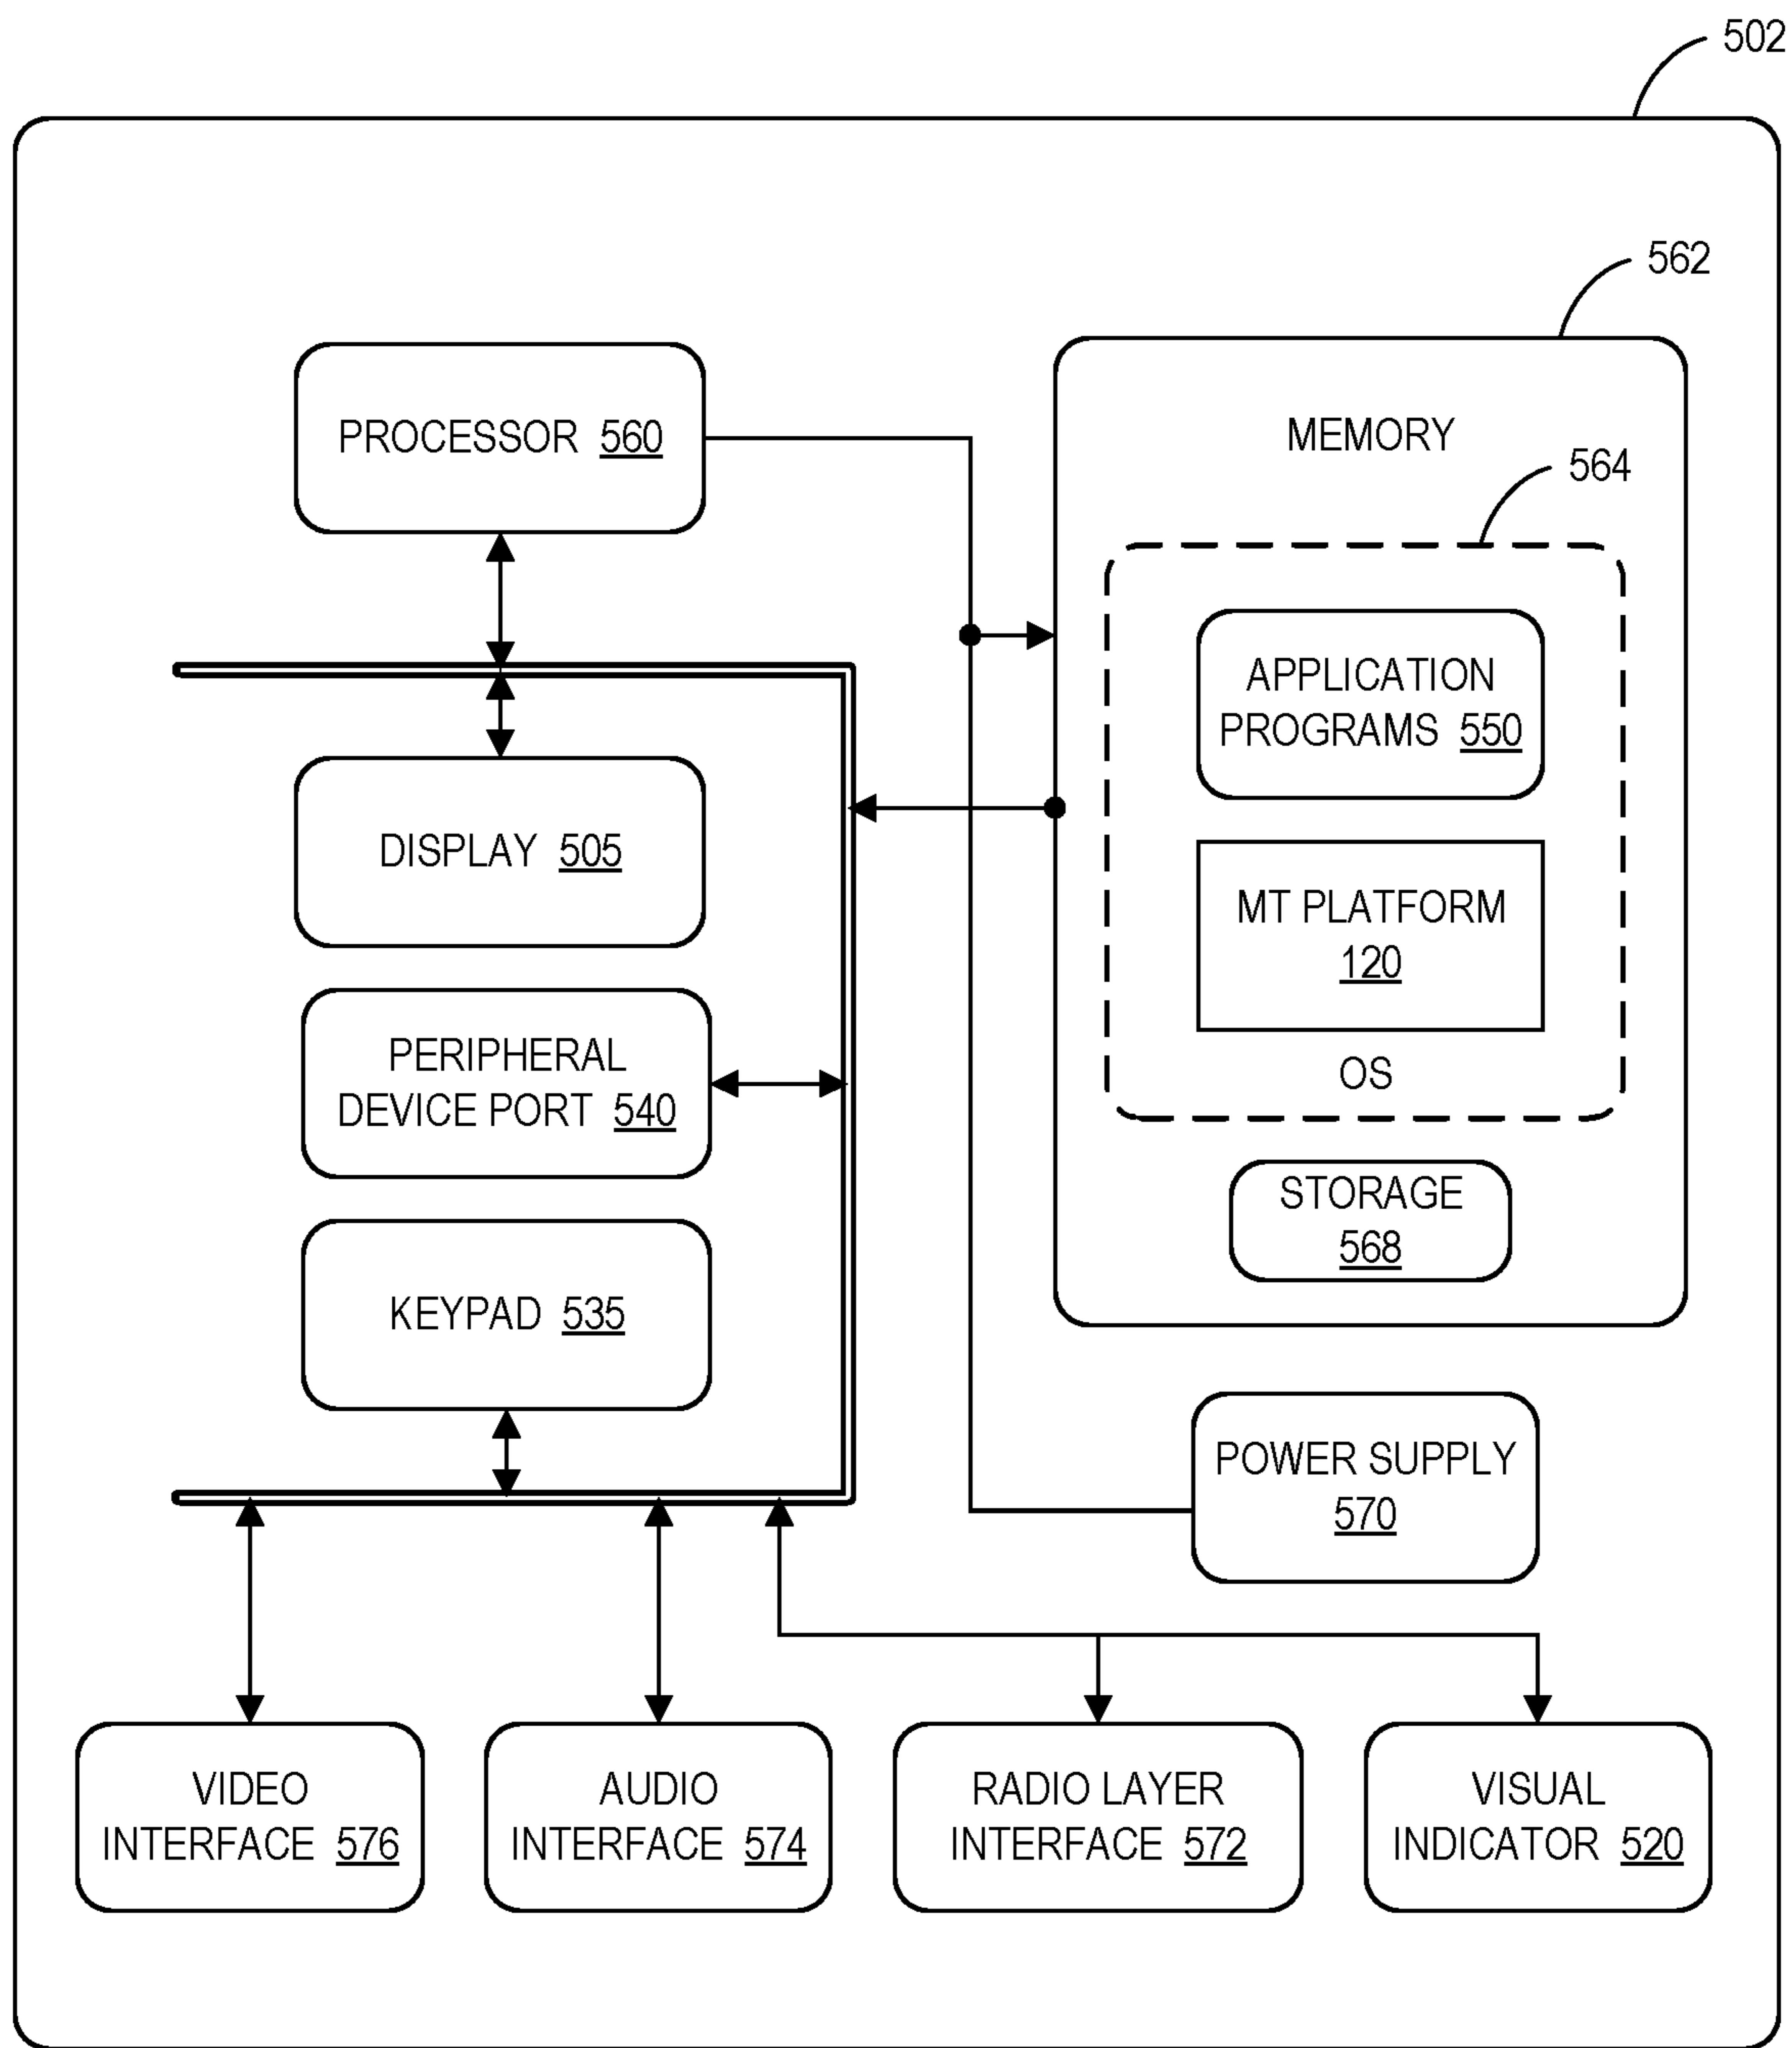 502
562
PROCESSOR 560
MEMORY
564
APPLICATION
PROGRAMS 550
DISPLAY 505
MT PLATFORM
120
PERIPHERAL
DEVICE PORT 540
OS
STORAGE
568
KEYPAD 535
POWER SUPPLY
570
VIDEO
INTERFACE 576
AUDIO
INTERFACE 574
RADIO LAYER
INTERFACE 572
VISUAL
INDICATOR 520